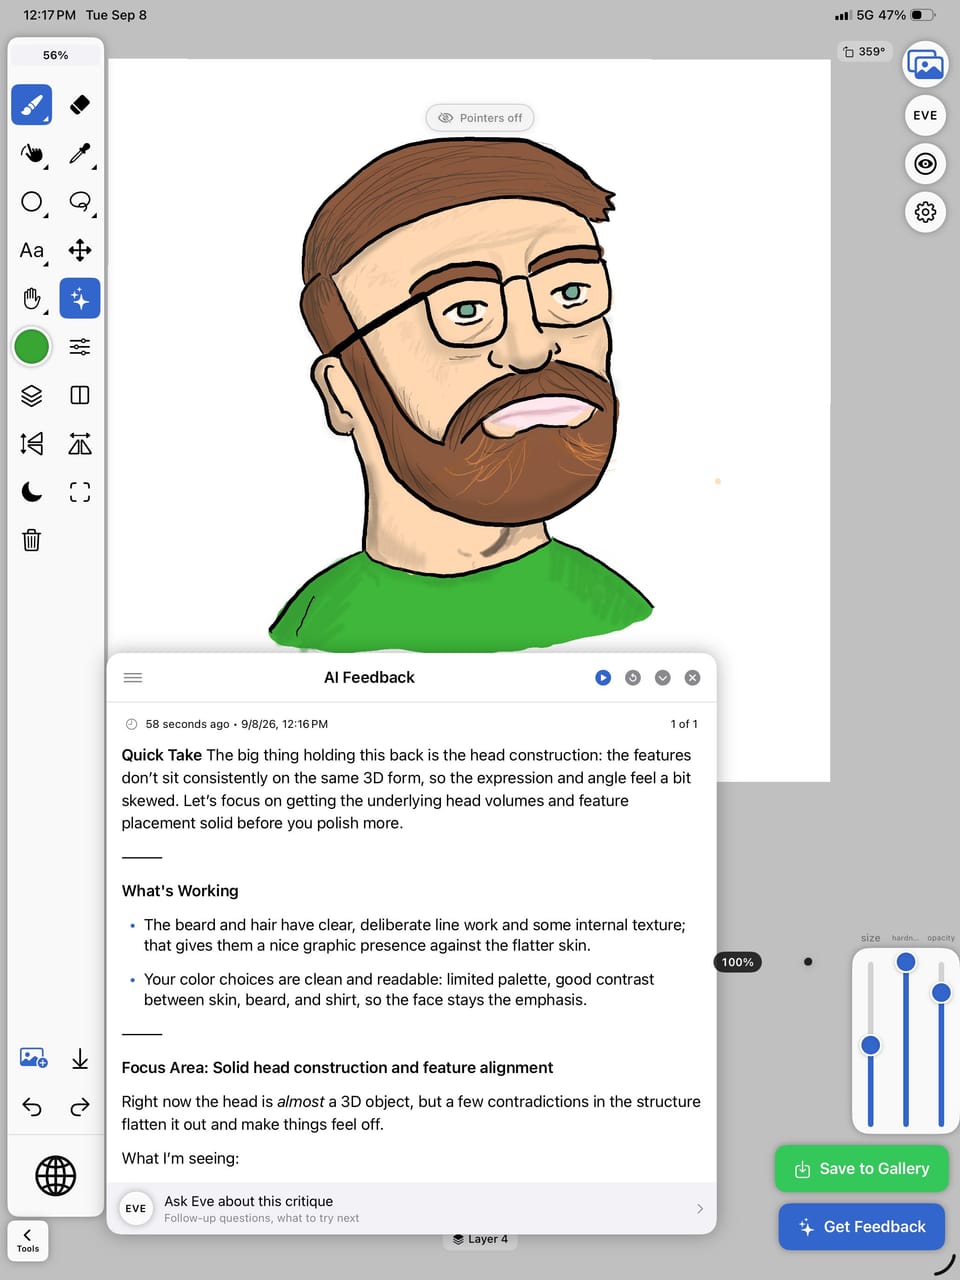 12:17 PM Tue Sep 8
5G 47%
56%
359°
Pointers off
EVE
Aa
AI Feedback
58 seconds ago • 9/8/26, 12:16 PM
1 of 1
Quick Take The big thing holding this back is the head construction: the features
don’t sit consistently on the same 3D form, so the expression and angle feel a bit
skewed. Let’s focus on getting the underlying head volumes and feature
placement solid before you polish more.
What's Working
• The beard and hair have clear, deliberate line work and some internal texture;
that gives them a nice graphic presence against the flatter skin.
• Your color choices are clean and readable: limited palette, good contrast
between skin, beard, and shirt, so the face stays the emphasis.
Focus Area: Solid head construction and feature alignment
Right now the head is almost a 3D object, but a few contradictions in the structure
flatten it out and make things feel off.
What I’m seeing:
EVE
Ask Eve about this critique
Follow-up questions, what to try next
size hardn... opacity
100%
Save to Gallery
Get Feedback
Tools
Layer 4